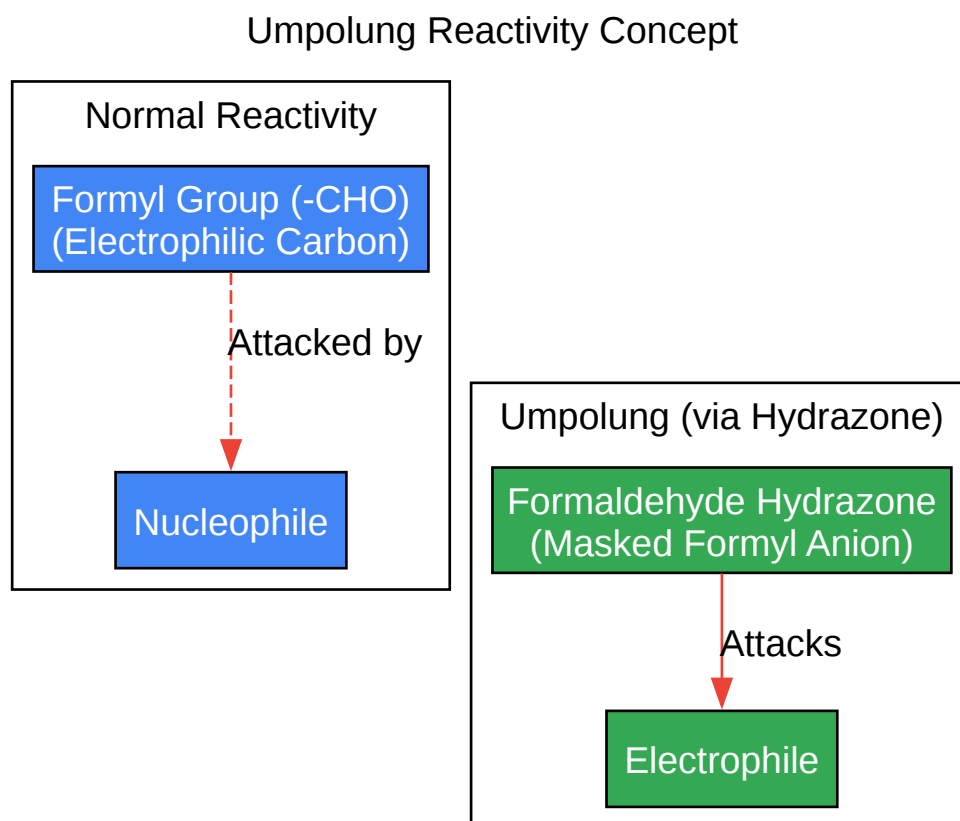 Umpolung Reactivity Concept
Normal Reactivity
Formyl Group (-CHO)
(Electrophilic Carbon)
Attacked by
Nucleophile
Umpolung (via Hydrazone)
Formaldehyde Hydrazone
(Masked Formyl Anion)
Attacks
Electrophile